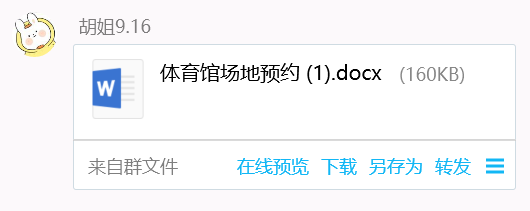 胡姐9.16
体育馆场地预约 (1).docx (160KB)
W
来自群文件 在线预览 下载 另存为 转发